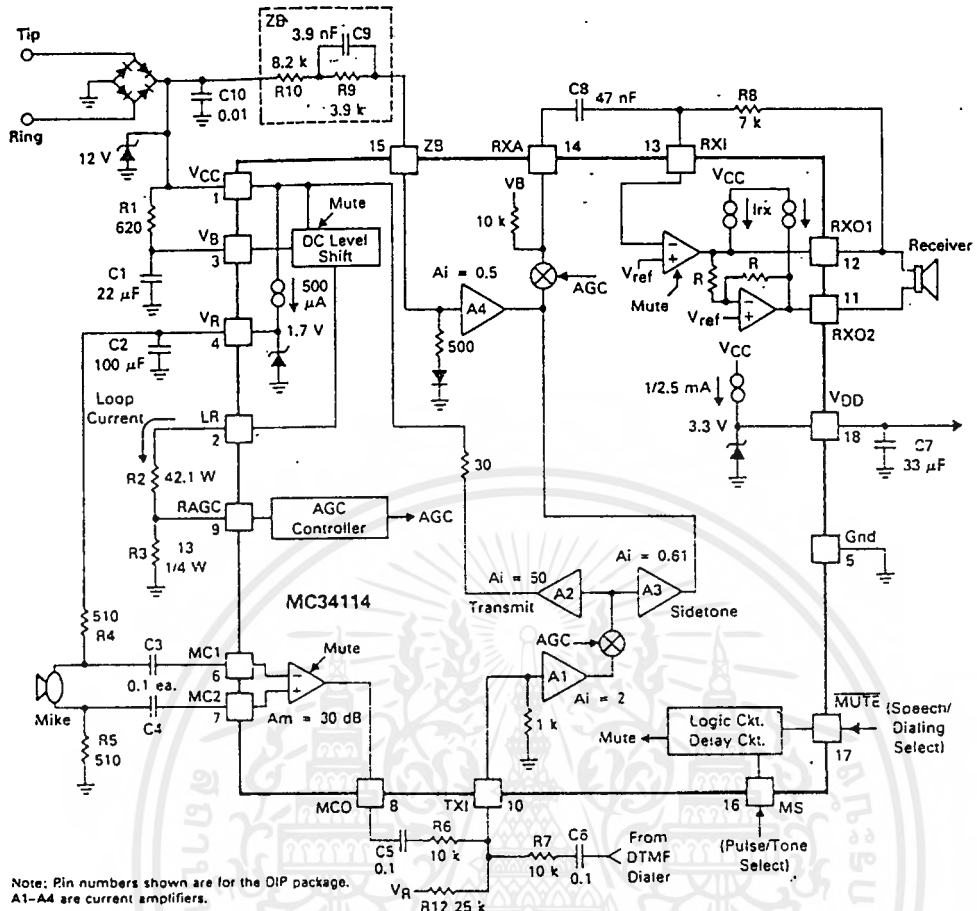 ZB
3.9 nF C9
8.2 k
R10
R9
3.9 k
Tip
Ring
C10
0.01
12 V
C8
47 nF
R8
7 k
15
ZB
RXA
14
13
RXI
VCC
1
R1
620
VB
3
Mute
DC Level
Shift
C1
22 μF
VR
4
500
μA
1.7 V
C2
100 μF
Loop
Current
LR
2
R2
42.1 W
RAGC
9
AGC
Controller
AGC
R3
13
1/4 W
VB
10 k
AGC
Ai = 0.5
A4
500
30
VCC
Irx
Vref
Mute
R
R
Vref
RXO1
12
11
RXO2
Receiver
VCC
1/2.5 mA
3.3 V
VDD
18
C7
33 μF
Gnd
5
MC34114
Ai = 50
A2
Transmit
Ai = 0.61
A3
Sidetone
AGC
A1
Ai = 2
1 k
510
R4
C3
MC1
6
0.1 ea.
MC2
7
C4
Mike
R5
510
Mute
Am = 30 dB
Mute
Logic Ckt.
Delay Ckt.
MUTE
17
(Speech/
Dialing
Select)
MCO
8
TXI
10
16
MS
(Pulse/Tone
Select)
C5
0.1
R6
10 k
R7
10 k
C6
0.1
From
DTMF
Dialer
VR
R12 25 k
Note: Pin numbers shown are for the DIP package.
A1-A4 are current amplifiers.